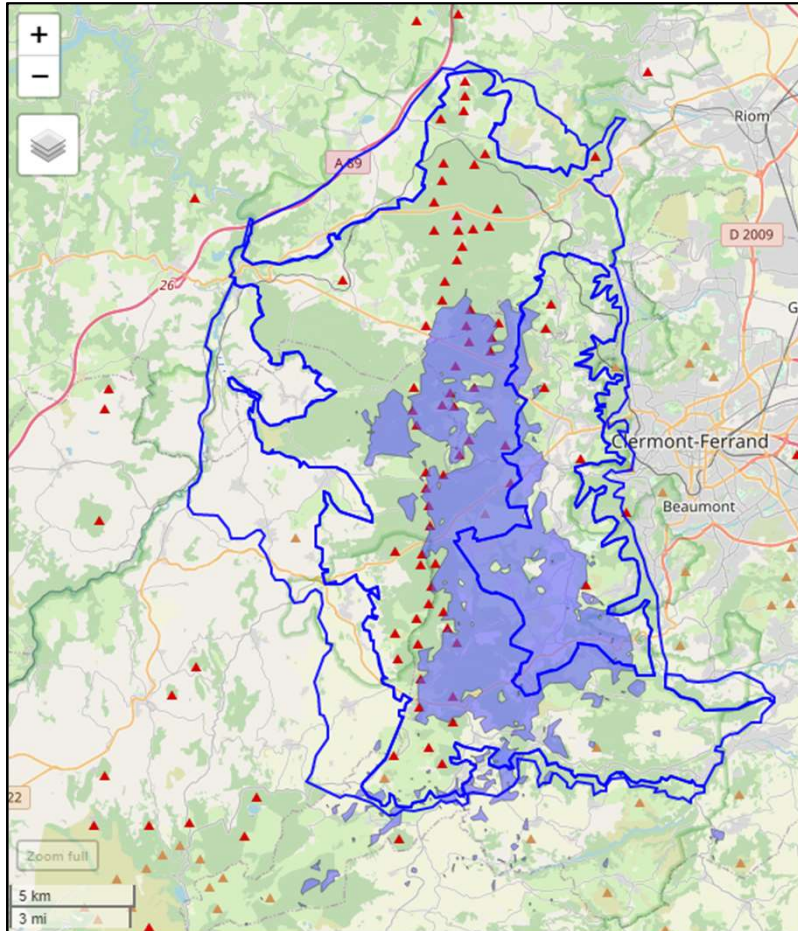 +
−
Riom
A 89
D 2009
26
G
Clermont-Ferrand
Beaumont
22
Zoom full
5 km
3 mi